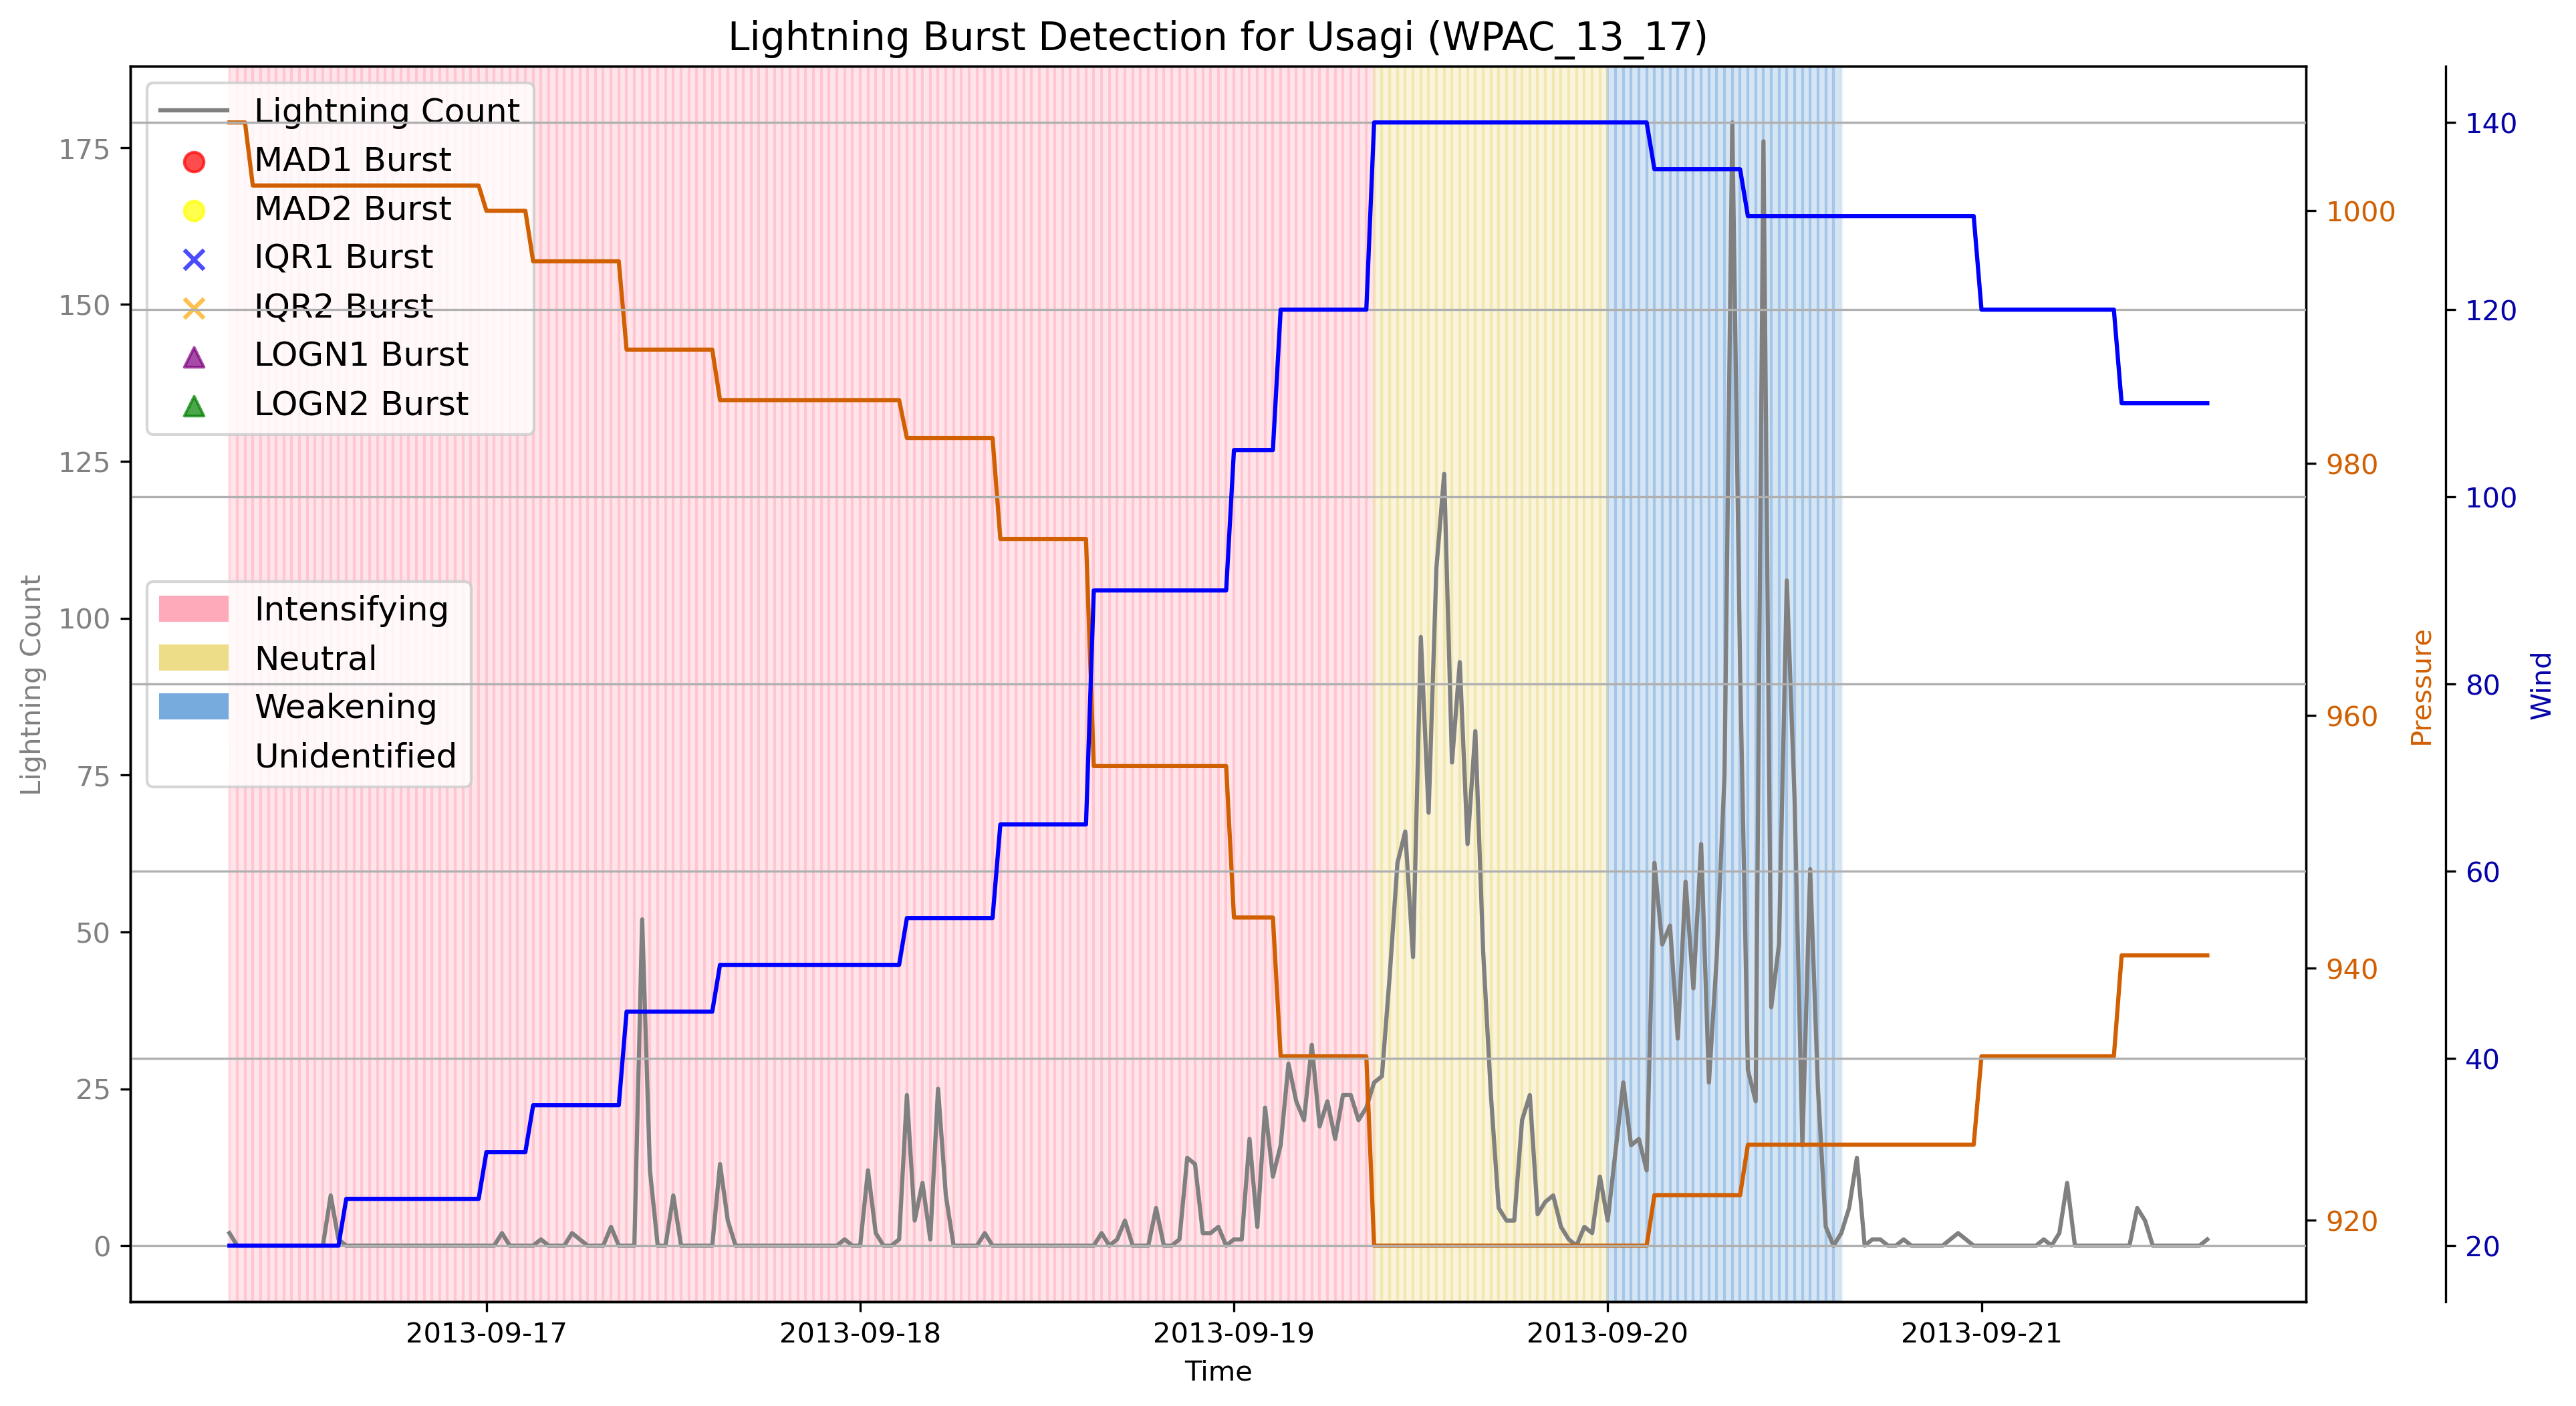 Lightning Burst Detection for Usagi (WPAC_13_17)
Lightning Count
MAD1 Burst
MAD2 Burst
IQR1 Burst
IQR2 Burst
LOGN1 Burst
LOGN2 Burst
Intensifying
Neutral
Weakening
Unidentified
Lightning Count
175
150
125
100
75
50
25
0
1000
980
960
940
920
Pressure
140
120
100
80
60
40
20
Wind
2013-09-17
2013-09-18
2013-09-19
2013-09-20
2013-09-21
Time